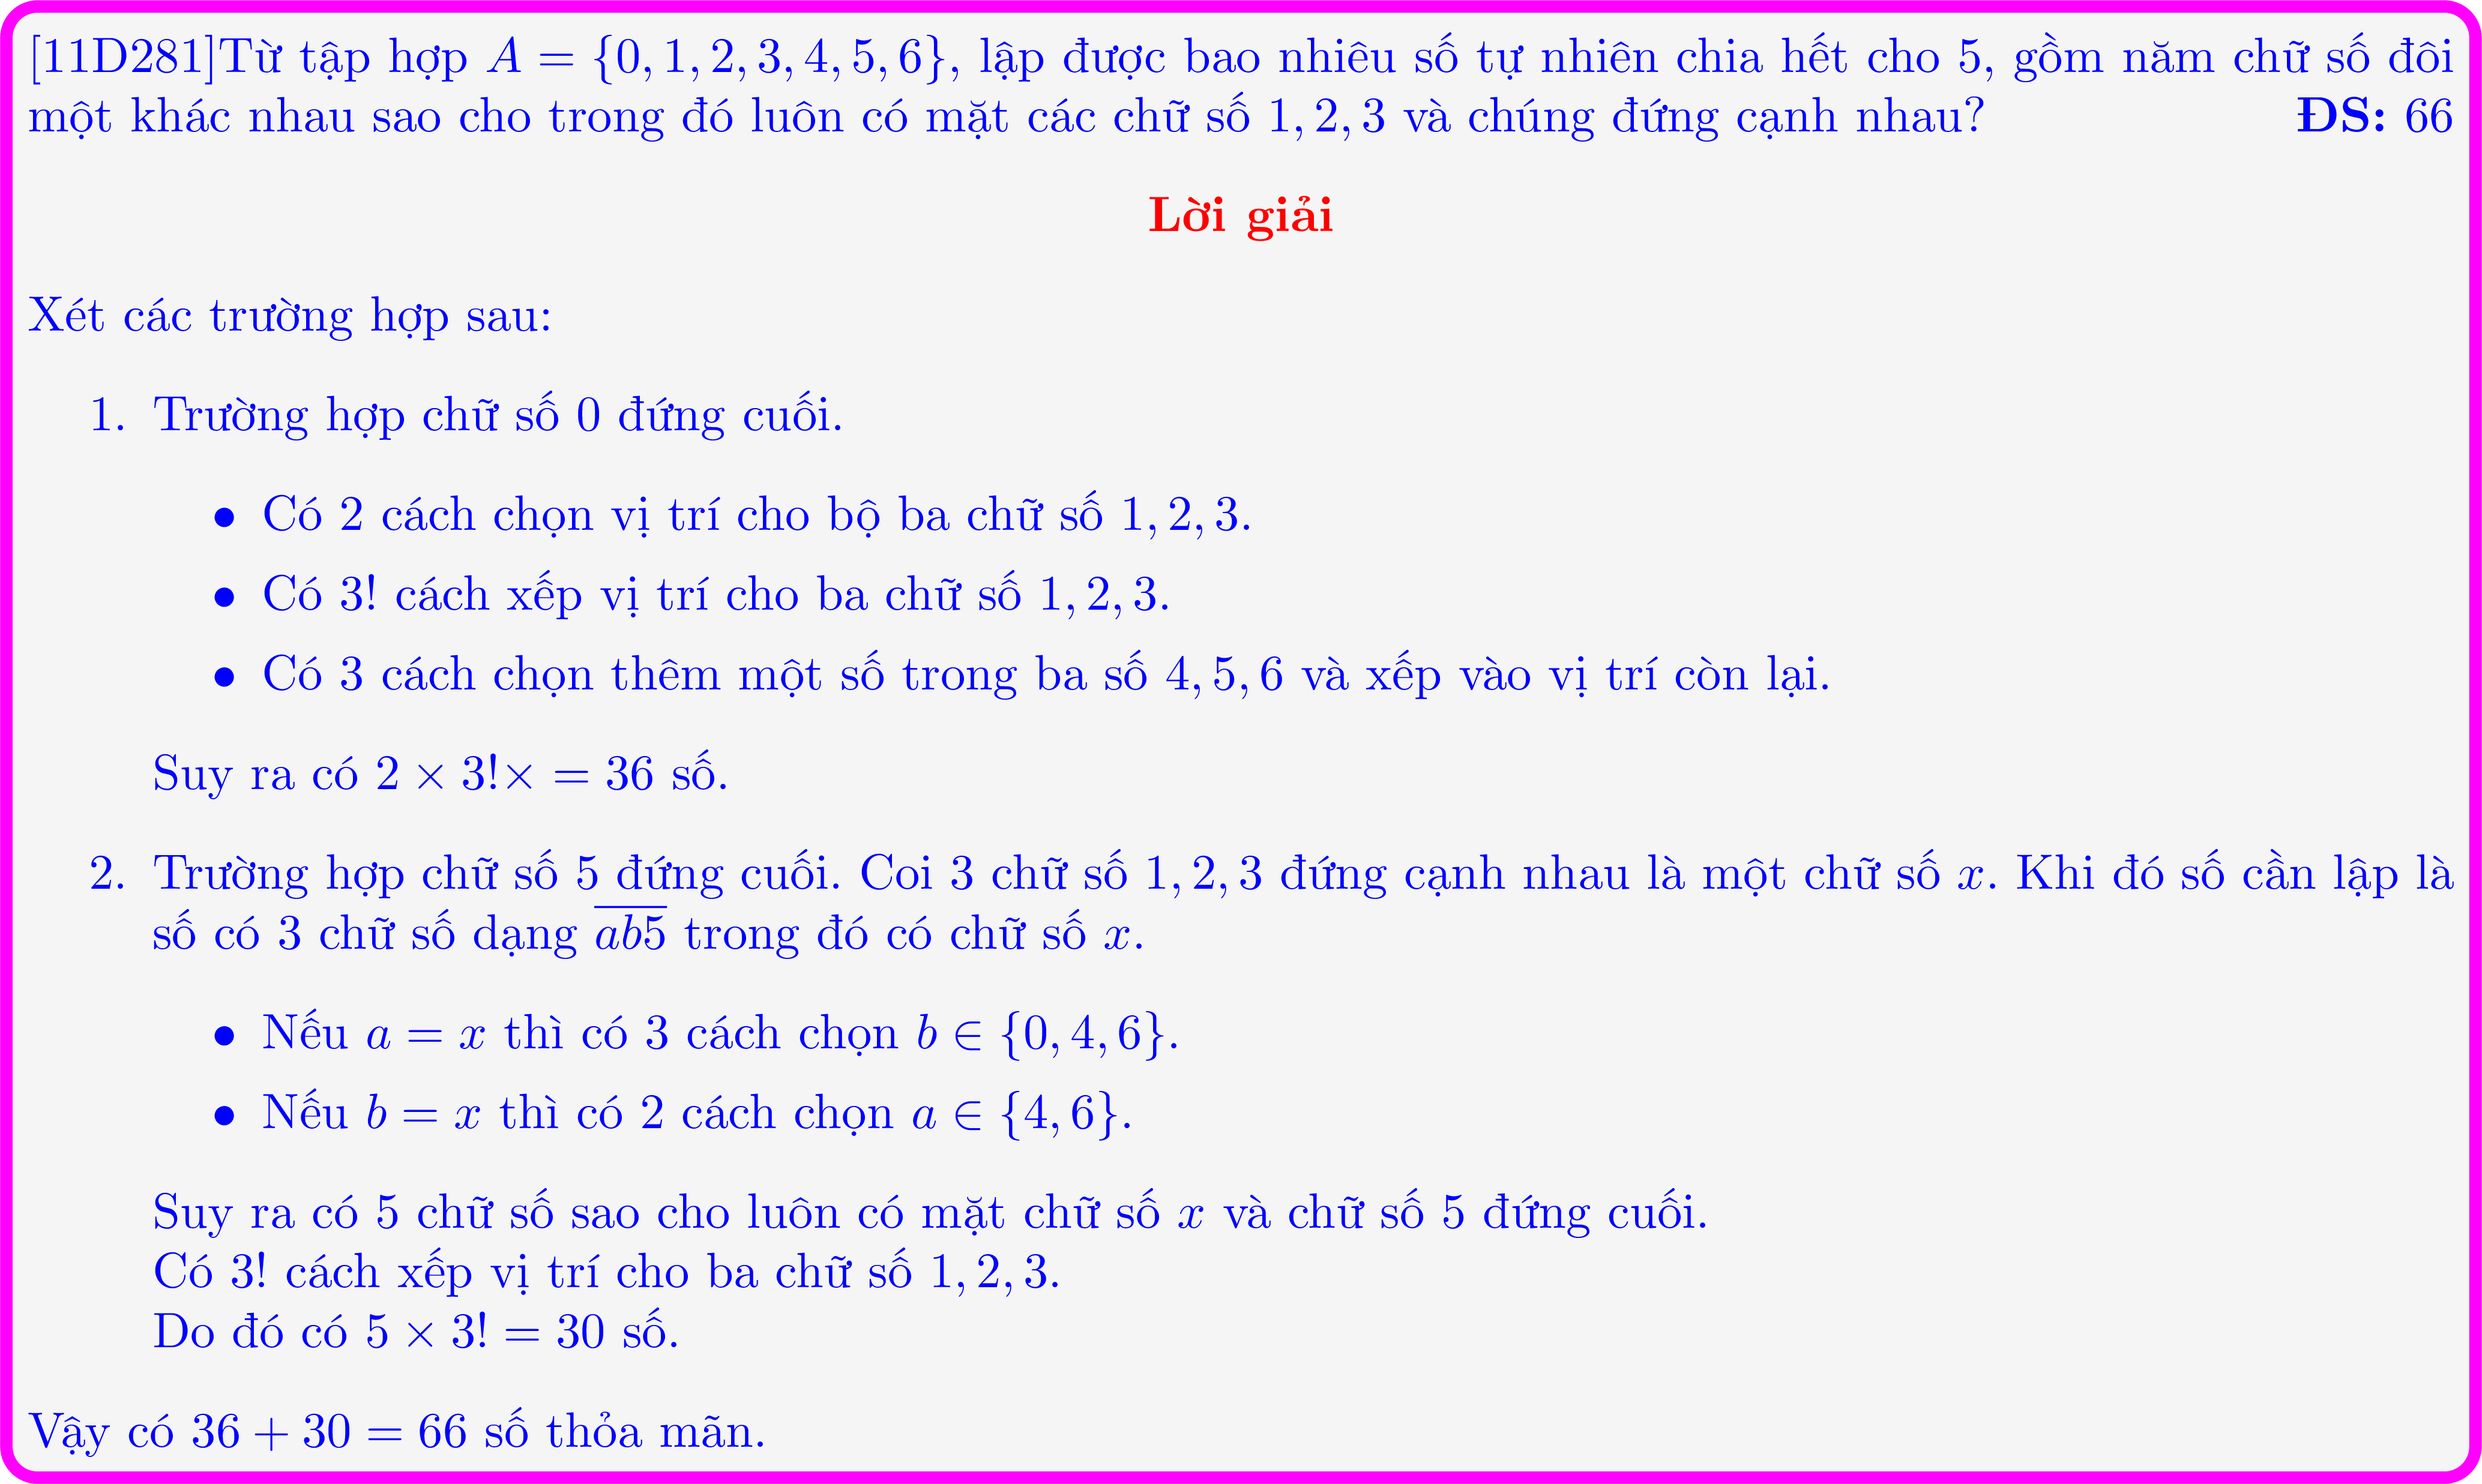 [11D281]Từ tập hợp A = {0, 1, 2, 3, 4, 5, 6}, lập được bao nhiêu số tự nhiên chia hết cho 5, gồm năm chữ số đôi
một khác nhau sao cho trong đó luôn có mặt các chữ số 1, 2, 3 và chúng đứng cạnh nhau? ĐS: 66
Lời giải
Xét các trường hợp sau:
1. Trường hợp chữ số 0 đứng cuối.
• Có 2 cách chọn vị trí cho bộ ba chữ số 1, 2, 3.
• Có 3! cách xếp vị trí cho ba chữ số 1, 2, 3.
• Có 3 cách chọn thêm một số trong ba số 4, 5, 6 và xếp vào vị trí còn lại.
Suy ra có 2 × 3!× = 36 số.
2. Trường hợp chữ số 5 đứng cuối. Coi 3 chữ số 1, 2, 3 đứng cạnh nhau là một chữ số x. Khi đó số cần lập là
số có 3 chữ số dạng $\overline{ab5}$ trong đó có chữ số x.
• Nếu a = x thì có 3 cách chọn b ∈ {0, 4, 6}.
• Nếu b = x thì có 2 cách chọn a ∈ {4, 6}.
Suy ra có 5 chữ số sao cho luôn có mặt chữ số x và chữ số 5 đứng cuối.
Có 3! cách xếp vị trí cho ba chữ số 1, 2, 3.
Do đó có 5 × 3! = 30 số.
Vậy có 36 + 30 = 66 số thỏa mãn.